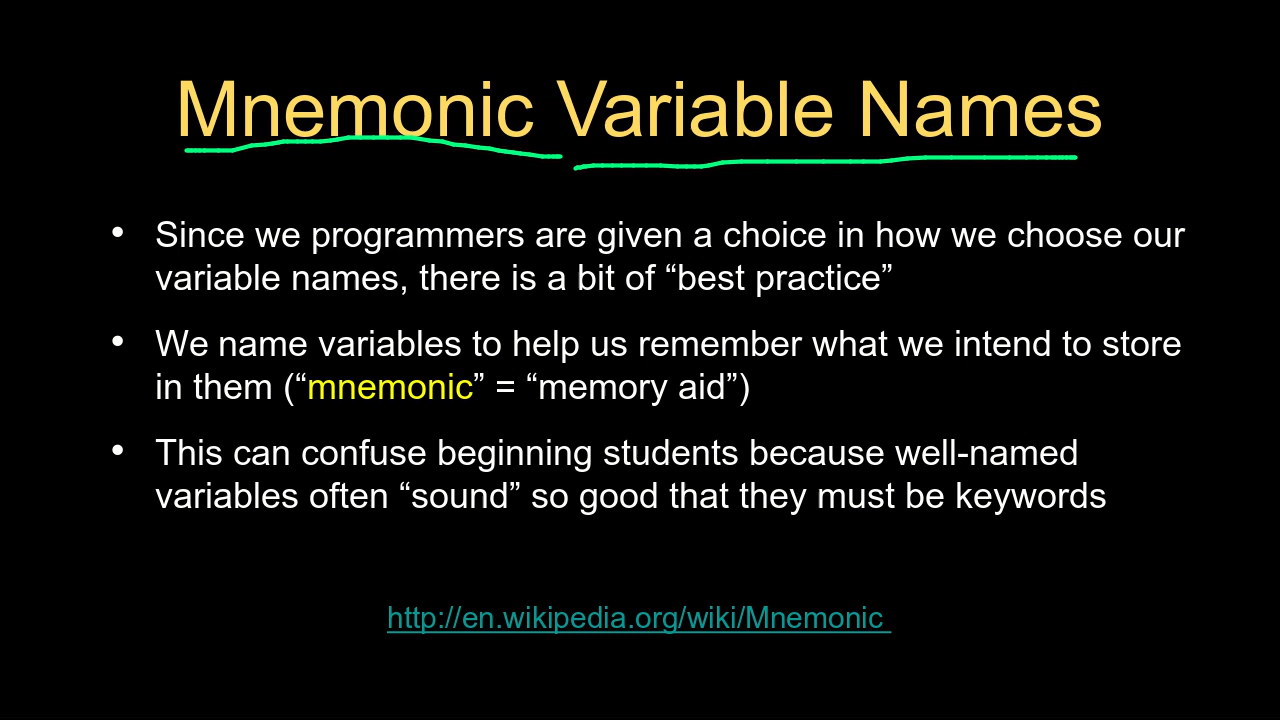 Mnemonic Variable Names
• Since we programmers are given a choice in how we choose our
variable names, there is a bit of “best practice”
• We name variables to help us remember what we intend to store
in them (“mnemonic” = “memory aid”)
• This can confuse beginning students because well-named
variables often “sound” so good that they must be keywords
http://en.wikipedia.org/wiki/Mnemonic